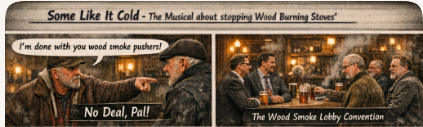 Some Like It Cold - The Musical about stopping Wood Burning Stoves'
I'm done with you wood smoke pushers!
No Deal, Pal!
The Wood Smoke Lobby Convention